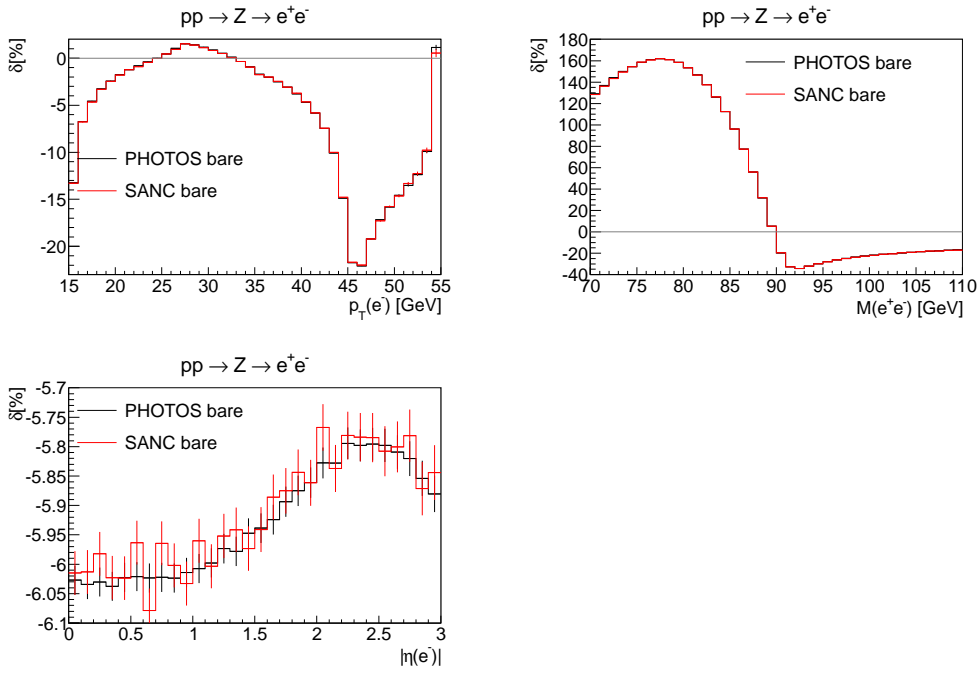 pp → Z → e⁺e⁻
δ[%]
0
-5
-10
-15
-20
PHOTOS bare
SANC bare
15 20 25 30 35 40 45 50 55
p_T(e⁻) [GeV]
pp → Z → e⁺e⁻
δ[%]
180
160
140
120
100
80
60
40
20
0
-20
-40
PHOTOS bare
SANC bare
70 75 80 85 90 95 100 105 110
M(e⁺e⁻) [GeV]
pp → Z → e⁺e⁻
δ[%]
-5.7
-5.75
-5.8
-5.85
-5.9
-5.95
-6
-6.05
-6.1
PHOTOS bare
SANC bare
0 0.5 1 1.5 2 2.5 3
|η(e⁻)|